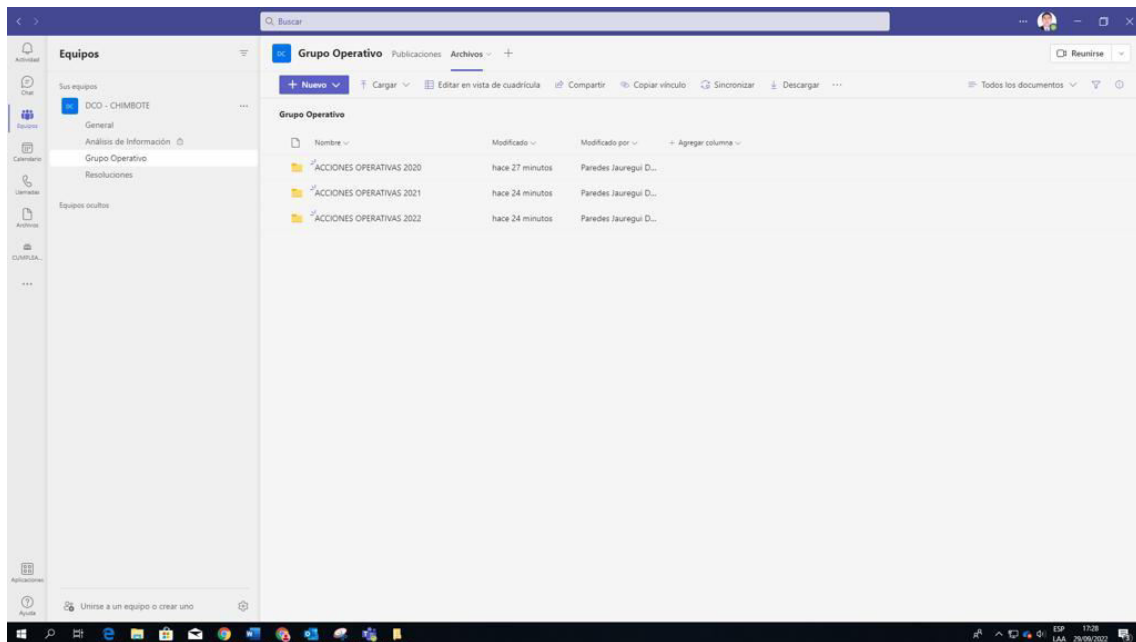 Buscar
Actividad
Chat
Equipos
Calendario
Llamadas
Archivos
CUMPLEA...
Aplicaciones
Ayuda
Equipos
Sus equipos
DC DCO - CHIMBOTE
General
Análisis de Información
Grupo Operativo
Resoluciones
Equipos ocultos
Unirse a un equipo o crear uno
DC Grupo Operativo Publicaciones Archivos
Reunirse
+ Nuevo Cargar Editar en vista de cuadrícula Compartir Copiar vínculo Sincronizar Descargar ... Todos los documentos
Grupo Operativo
Nombre Modificado Modificado por + Agregar columna
ACCIONES OPERATIVAS 2020 hace 27 minutos Paredes Jauregui D...
ACCIONES OPERATIVAS 2021 hace 24 minutos Paredes Jauregui D...
ACCIONES OPERATIVAS 2022 hace 24 minutos Paredes Jauregui D...
ESP 17:28
LAA 29/09/2022